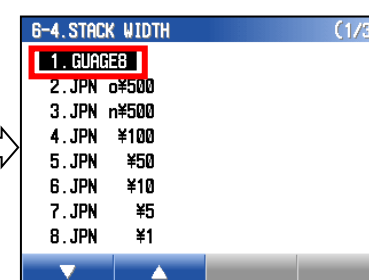 6-4.STACK WIDTH (1/3
1.GUAGE8
2.JPN o¥500
3.JPN n¥500
4.JPN ¥100
5.JPN ¥50
6.JPN ¥10
7.JPN ¥5
8.JPN ¥1